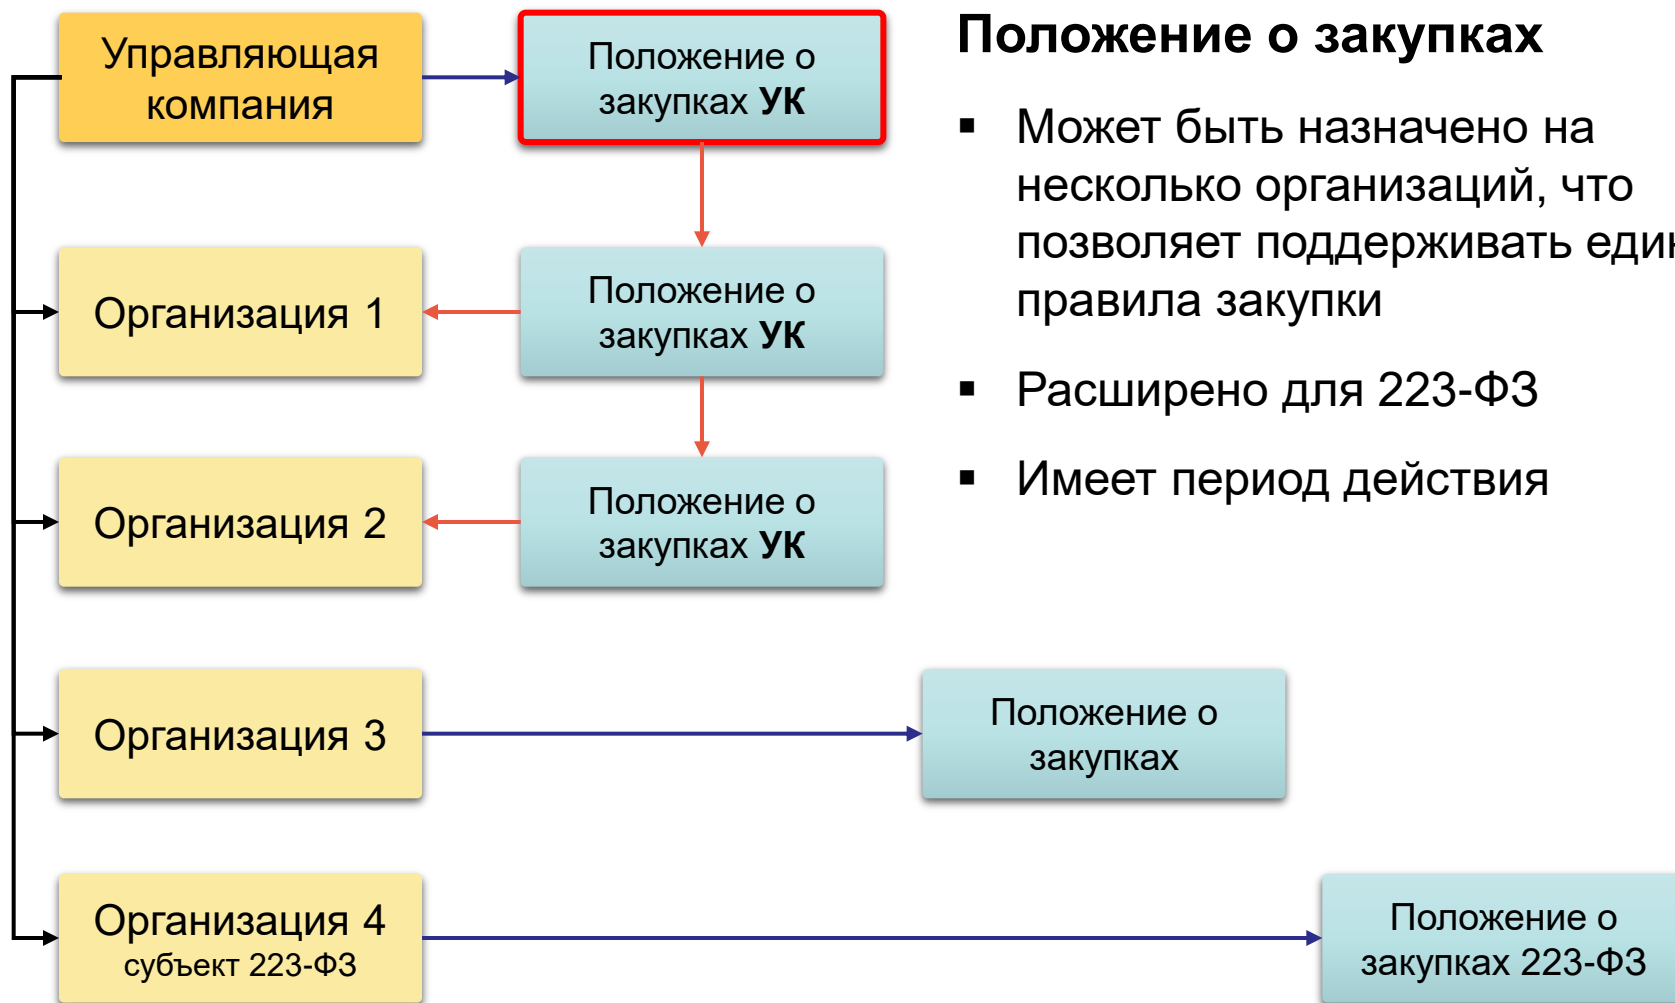 Управляющая
компания
Положение о
закупках УК
Положение о закупках
▪ Может быть назначено на
несколько организаций, что
позволяет поддерживать
правила закупки
▪ Расширено для 223-ФЗ
▪ Имеет период действия
Организация 1
Положение о
закупках УК
Организация 2
Положение о
закупках УК
Организация 3
Положение о
закупках
Организация 4
субъект 223-ФЗ
Положение о
закупках 223-ФЗ